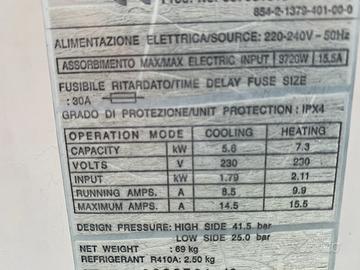 854-2-1379-401-00-0
ALIMENTAZIONE ELETTRICA/SOURCE: 220-240V - 50Hz
ASSORBIMENTO MAX/MAX ELECTRIC INPUT 3720W 15.5A
FUSIBILE RITARDATO/TIME DELAY FUSE SIZE
: 30A
GRADO DI PROTEZIONE/UNIT PROTECTION : IPX4
OPERATION MODE COOLING HEATING
CAPACITY kW 5.6 7.3
VOLTS V 230 230
INPUT kW 1.79 2.11
RUNNING AMPS. A 8.5 9.9
MAXIMUM AMPS. A 14.5 15.5
DESIGN PRESSURE: HIGH SIDE 41.5 bar
LOW SIDE 25.0 bar
NET WEIGHT : 69 kg
REFRIGERANT R410A: 2.50 kg